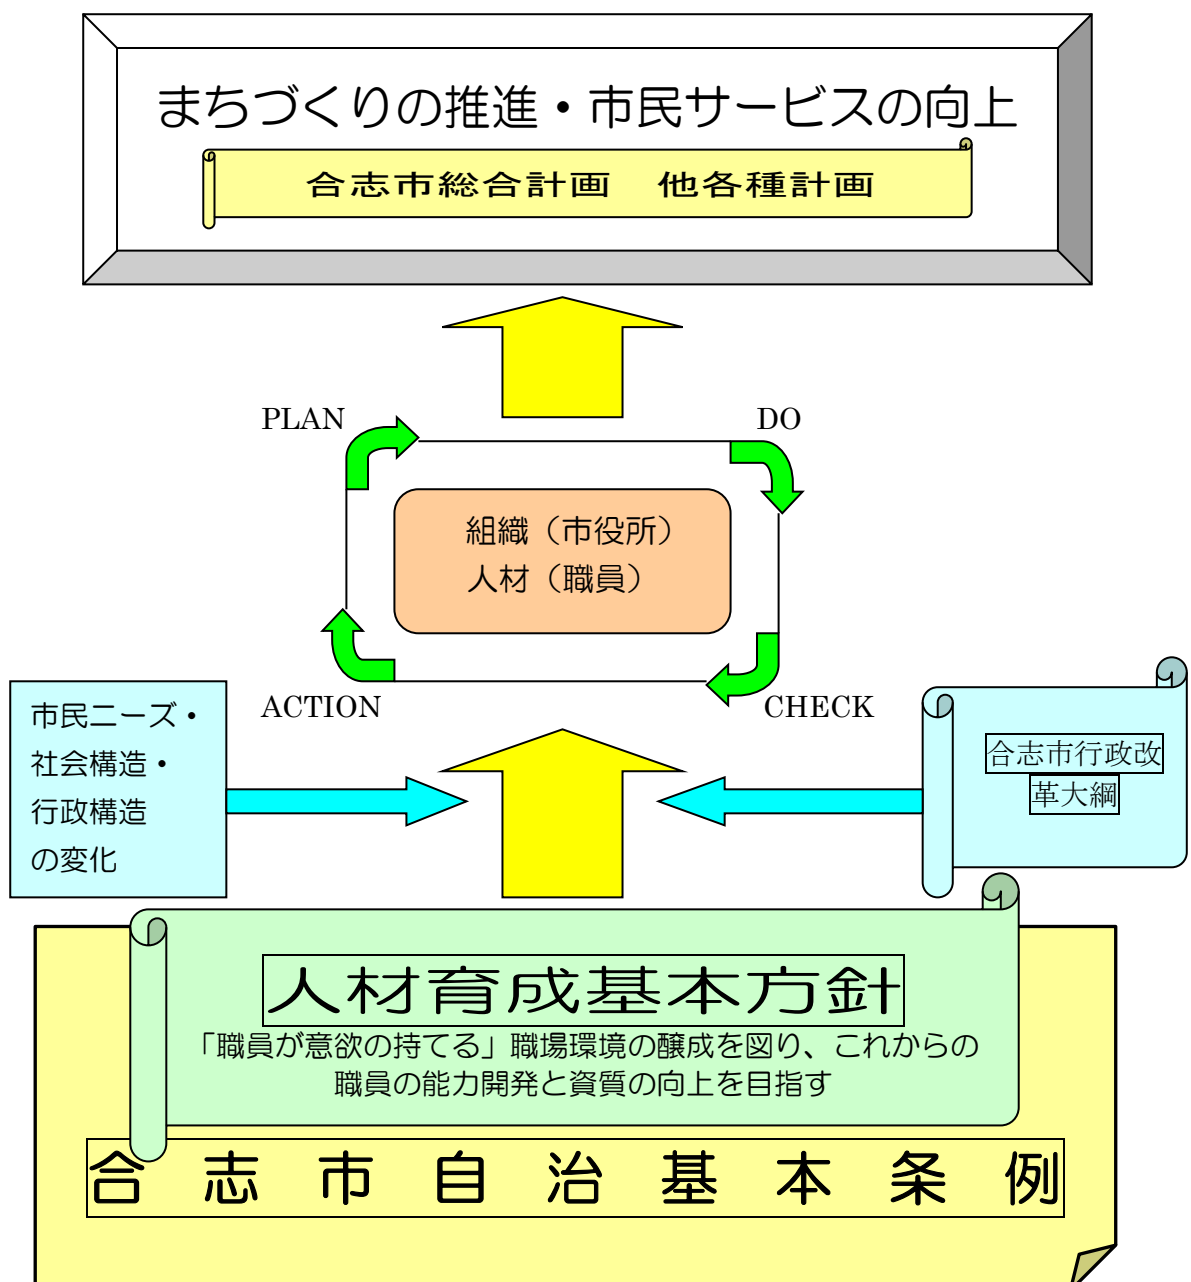 まちづくりの推進・市民サービスの向上
合志市総合計画　他各種計画
PLAN
DO
組織（市役所）
人材（職員）
ACTION
CHECK
市民ニーズ・
社会構造・
行政構造
の変化
合志市行政改
革大綱
人材育成基本方針
「職員が意欲の持てる」職場環境の醸成を図り、これからの
職員の能力開発と資質の向上を目指す
合志市自治基本条例